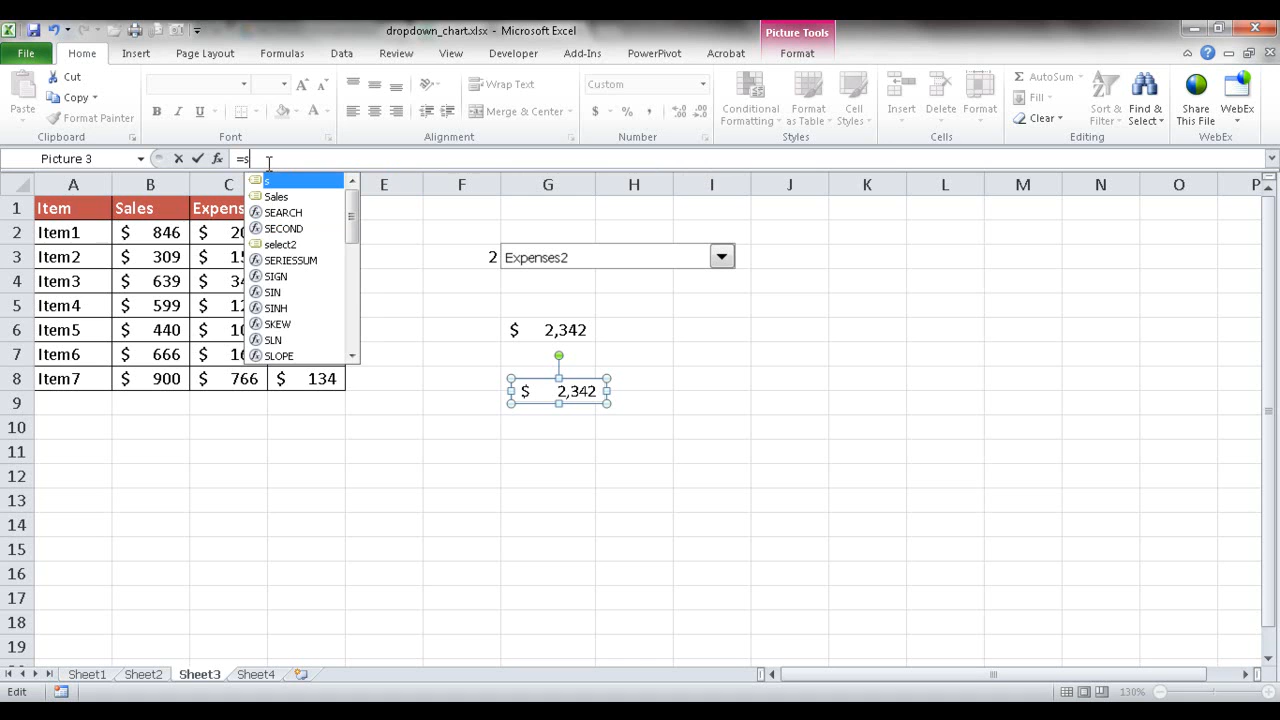 dropdown_chart.xlsx - Microsoft Excel
Picture Tools
File Home Insert Page Layout Formulas Data Review View Developer Add-Ins PowerPivot Acrobat Format
Paste
Cut
Copy
Format Painter
Clipboard
B I U
A A
A
Font
Wrap Text
Merge & Center
Alignment
Custom
$ % ,
Number
Conditional Formatting
Format as Table
Cell Styles
Styles
Insert
Delete
Format
Cells
Σ AutoSum
Fill
Clear
Sort & Filter
Find & Select
Editing
Share This File
WebEx
WebEx
Picture 3 fx =s
s
Sales
SEARCH
SECOND
select2
SERIESSUM
SIGN
SIN
SINH
SKEW
SLN
SLOPE
A B C E F G H I J K L M N O P
1 Item Sales Expens
2 Item1 $ 846 $ 20
3 Item2 $ 309 $ 15 2 Expenses2
4 Item3 $ 639 $ 34
5 Item4 $ 599 $ 12
6 Item5 $ 440 $ 10 $ 2,342
7 Item6 $ 666 $ 16
8 Item7 $ 900 $ 766 $ 134 $ 2,342
9
10
11
12
13
14
15
16
17
18
19
Sheet1 Sheet2 Sheet3 Sheet4
Edit 130%